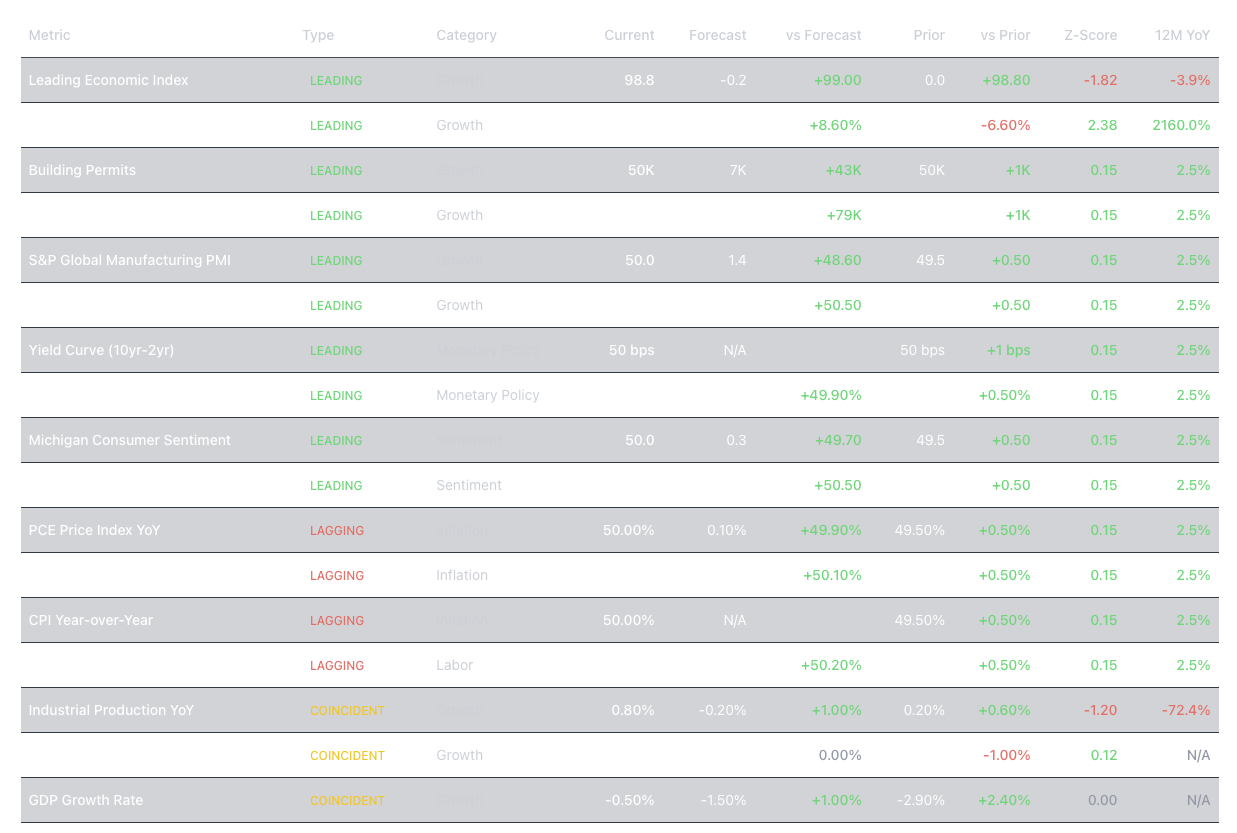 Metric Type Category Current Forecast vs Forecast Prior vs Prior Z-Score 12M YoY
Leading Economic Index LEADING Growth 98.8 -0.2 +99.00 0.0 +98.80 -1.82 -3.9%
LEADING Growth +8.60% -6.60% 2.38 2160.0%
Building Permits LEADING Growth 50K 7K +43K 50K +1K 0.15 2.5%
LEADING Growth +79K +1K 0.15 2.5%
S&P Global Manufacturing PMI LEADING Growth 50.0 1.4 +48.60 49.5 +0.50 0.15 2.5%
LEADING Growth +50.50 +0.50 0.15 2.5%
Yield Curve (10yr-2yr) LEADING Monetary Policy 50 bps N/A 50 bps +1 bps 0.15 2.5%
LEADING Monetary Policy +49.90% +0.50% 0.15 2.5%
Michigan Consumer Sentiment LEADING Sentiment 50.0 0.3 +49.70 49.5 +0.50 0.15 2.5%
LEADING Sentiment +50.50 +0.50 0.15 2.5%
PCE Price Index YoY LAGGING Inflation 50.00% 0.10% +49.90% 49.50% +0.50% 0.15 2.5%
LAGGING Inflation +50.10% +0.50% 0.15 2.5%
CPI Year-over-Year LAGGING Inflation 50.00% N/A 49.50% +0.50% 0.15 2.5%
LAGGING Labor +50.20% +0.50% 0.15 2.5%
Industrial Production YoY COINCIDENT Growth 0.80% -0.20% +1.00% 0.20% +0.60% -1.20 -72.4%
COINCIDENT Growth 0.00% -1.00% 0.12 N/A
GDP Growth Rate COINCIDENT Growth -0.50% -1.50% +1.00% -2.90% +2.40% 0.00 N/A